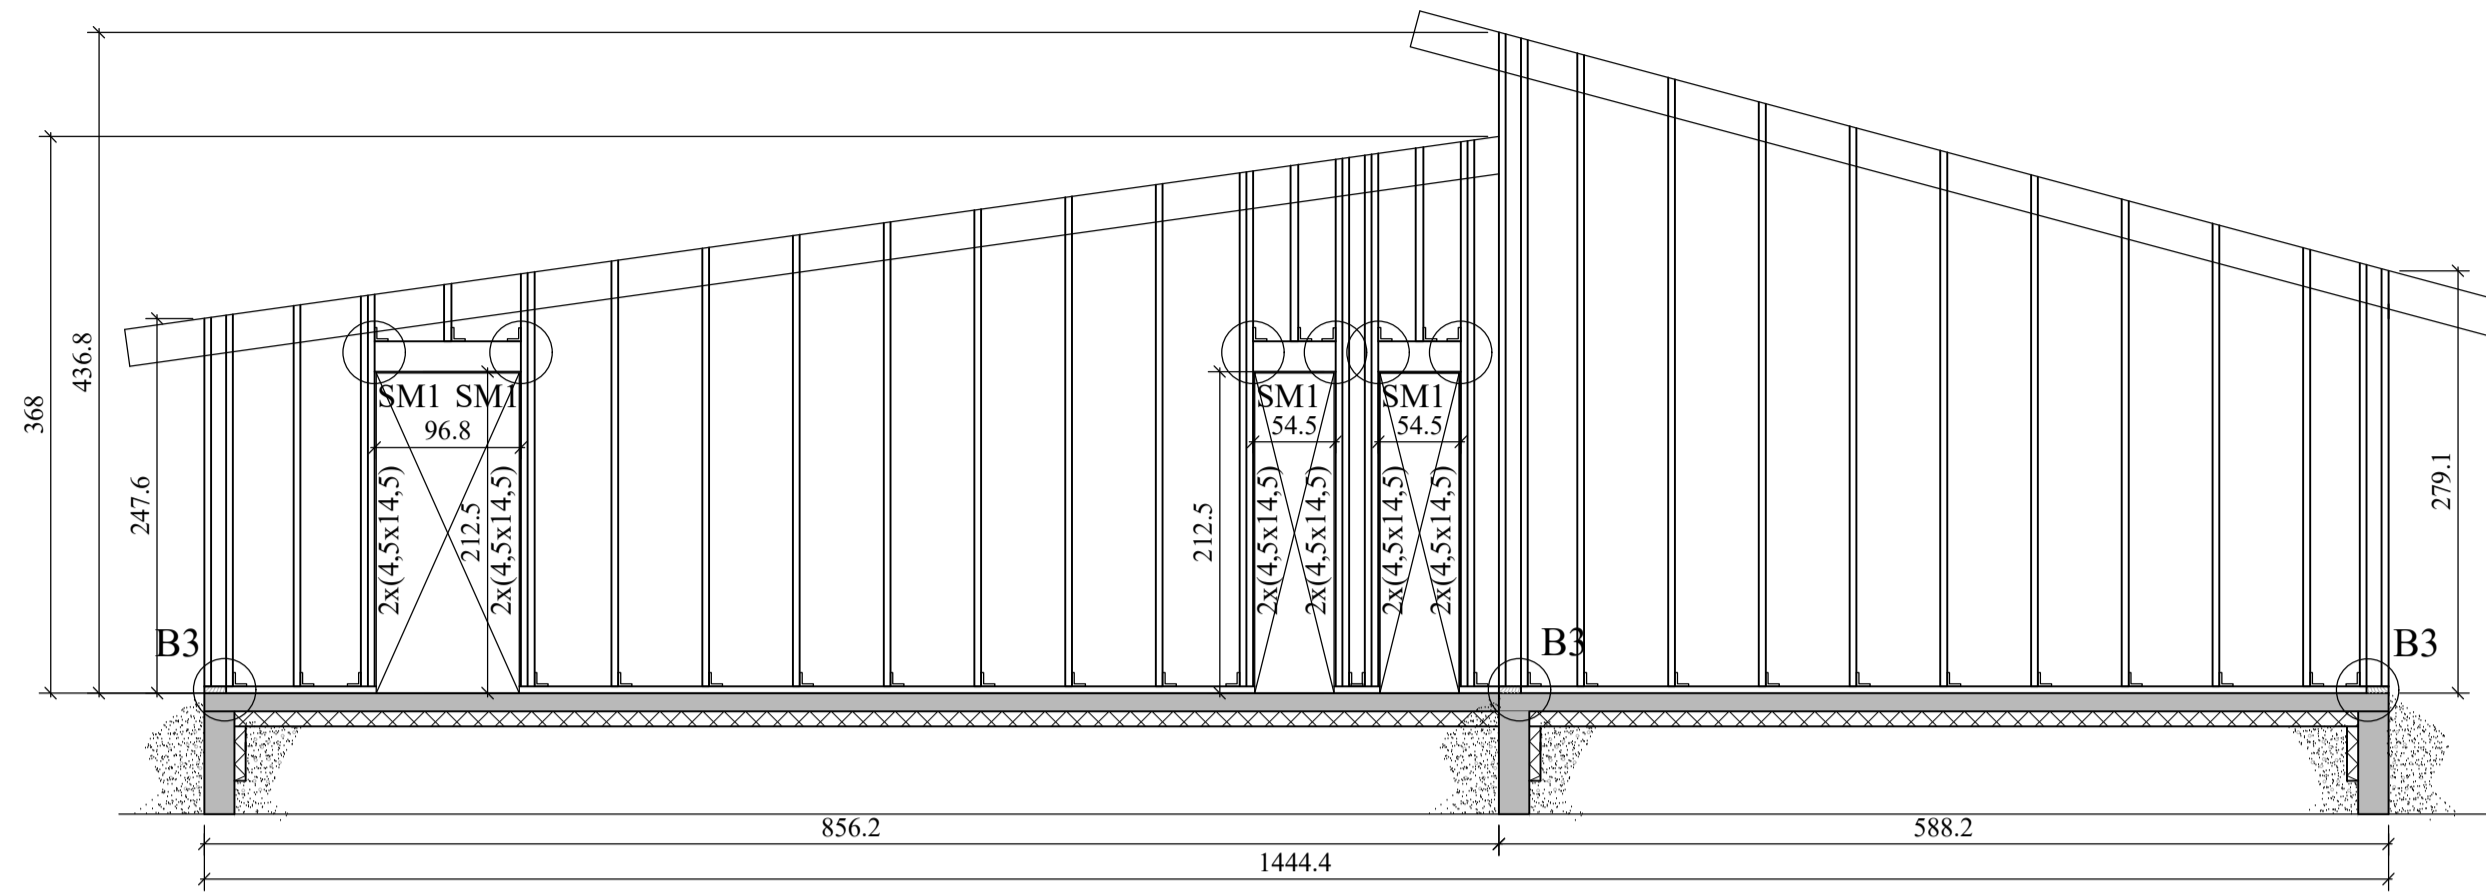 436.8
368
247.6
SM1 SM1
96.8
2x(4,5x14,5)
212.5
2x(4,5x14,5)
212.5
SM1
54.5
2x(4,5x14,5)
2x(4,5x14,5)
SM1
54.5
2x(4,5x14,5)
2x(4,5x14,5)
279.1
B3
B3
B3
856.2
588.2
1444.4